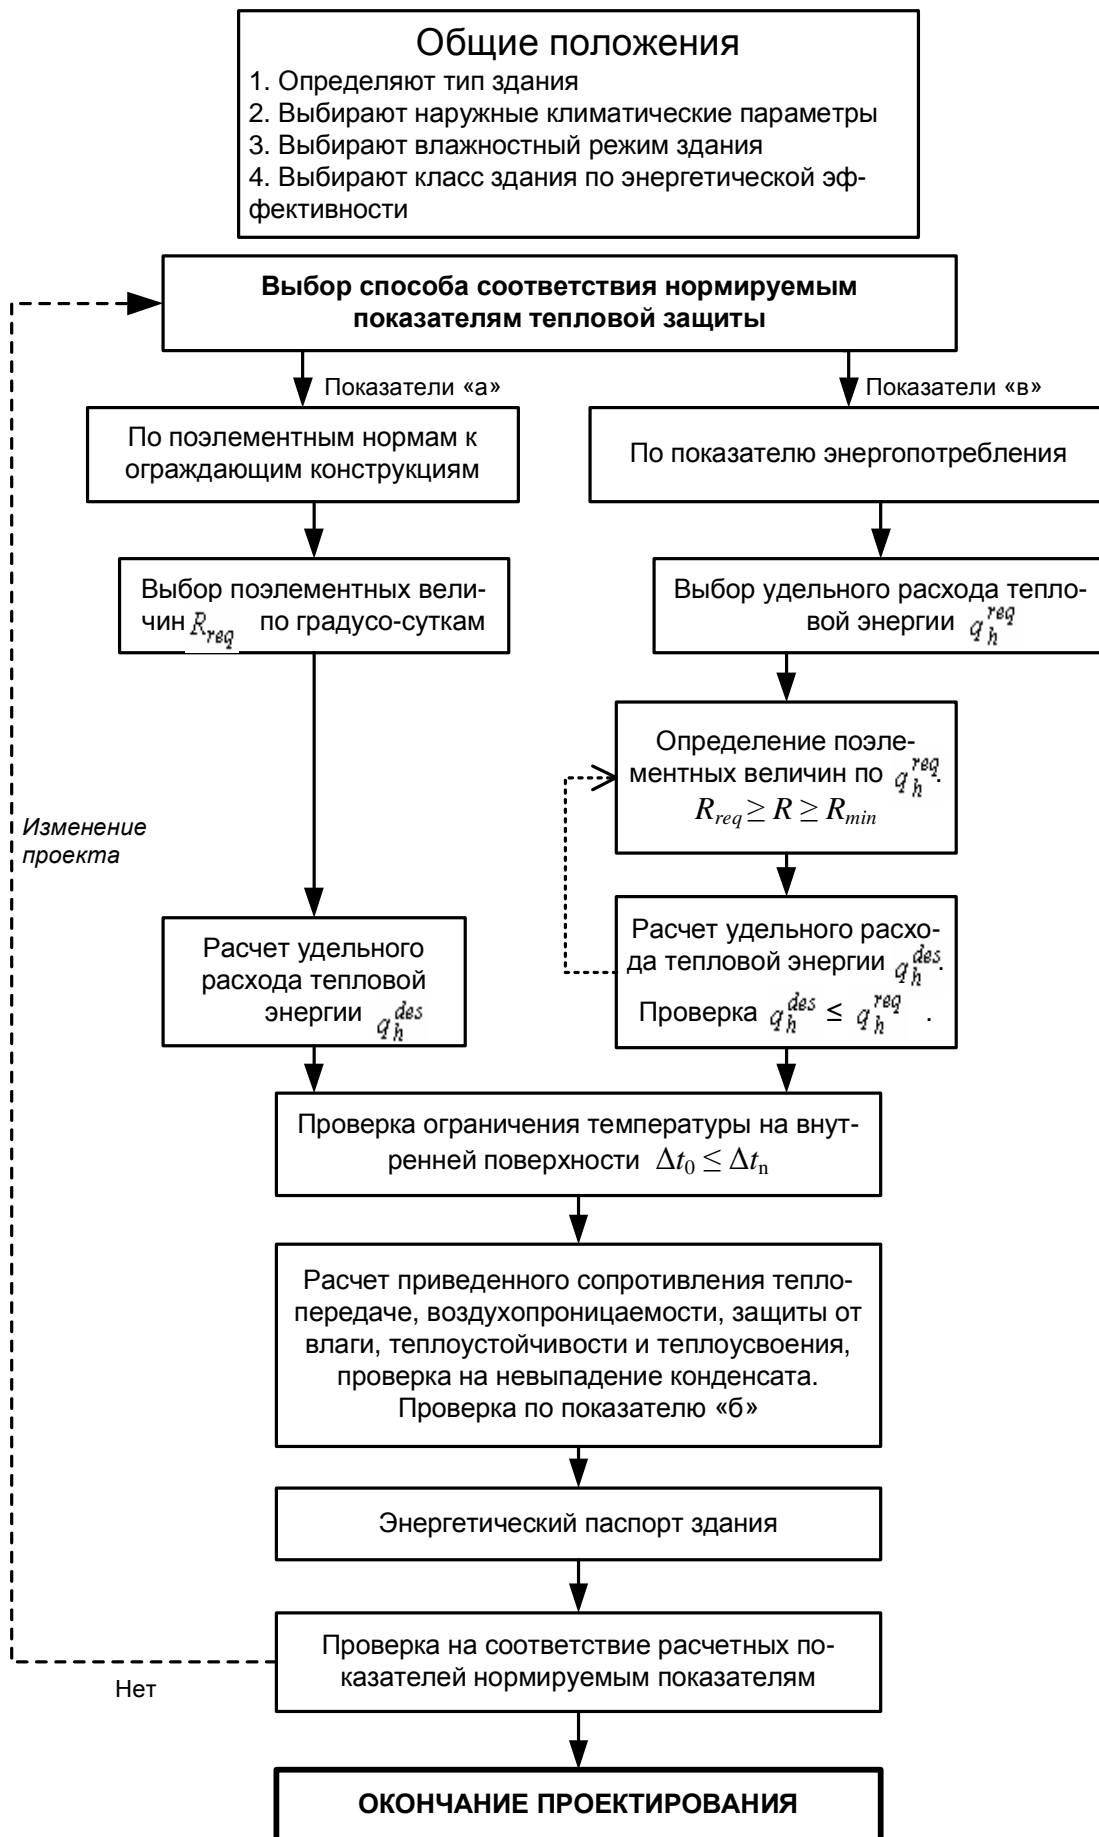 Общие положения
1. Определяют тип здания
2. Выбирают наружные климатические параметры
3. Выбирают влажностный режим здания
4. Выбирают класс здания по энергетической эф-
фективности
Выбор способа соответствия нормируемым
показателям тепловой защиты
Показатели «а»
Показатели «в»
По поэлементным нормам к
ограждающим конструкциям
По показателю энергопотребления
Выбор поэлементных вели-
чин R_req по градусо-суткам
Выбор удельного расхода тепло-
вой энергии q_h^req
Определение поэле-
ментных величин по q_h^req.
R_req ≥ R ≥ R_min
Изменение
проекта
Расчет удельного
расхода тепловой
энергии q_h^des
Расчет удельного расхо-
да тепловой энергии q_h^des.
Проверка q_h^des ≤ q_h^req .
Проверка ограничения температуры на внут-
ренней поверхности Δt_0 ≤ Δt_n
Расчет приведенного сопротивления тепло-
передаче, воздухопроницаемости, защиты от
влаги, теплоустойчивости и теплоусвоения,
проверка на невыпадение конденсата.
Проверка по показателю «б»
Энергетический паспорт здания
Проверка на соответствие расчетных по-
казателей нормируемым показателям
Нет
ОКОНЧАНИЕ ПРОЕКТИРОВАНИЯ